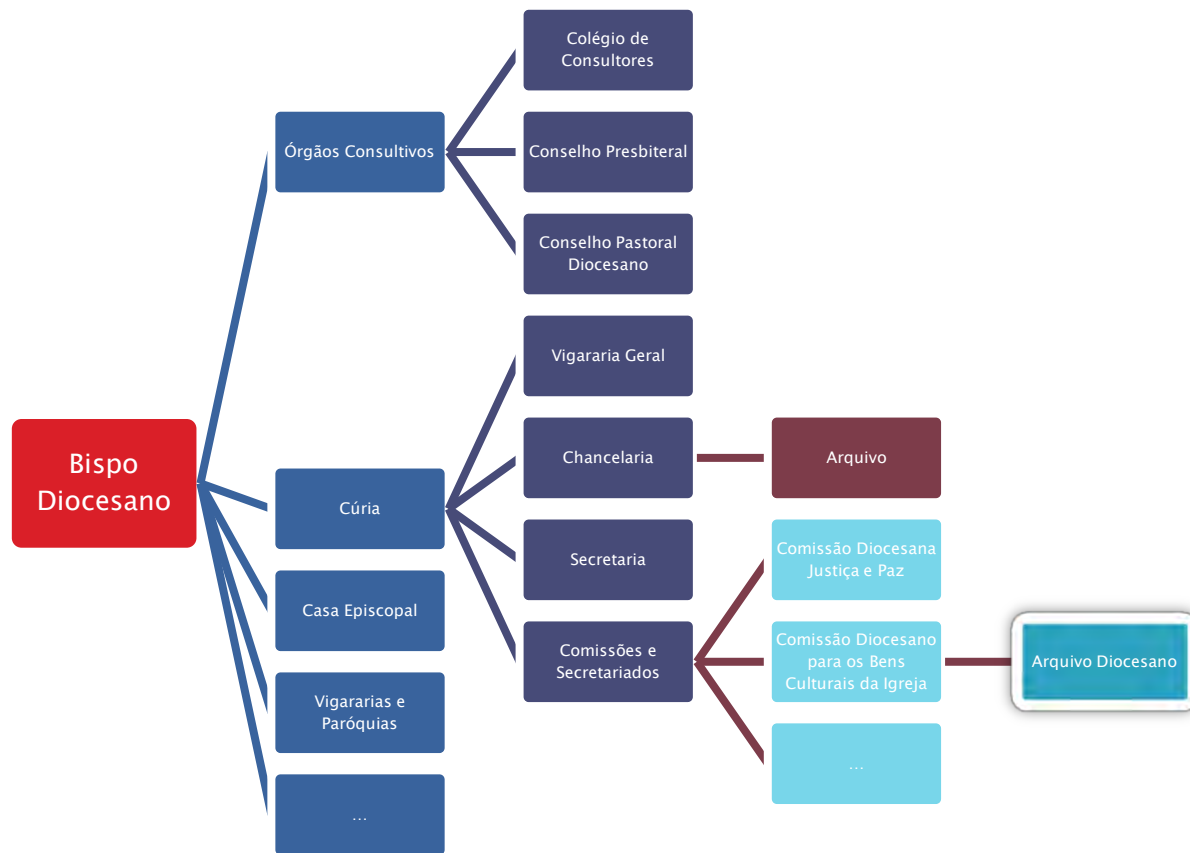 Colégio de
Consultores
Órgãos Consultivos
Conselho Presbiteral
Conselho Pastoral
Diocesano
Vigararia Geral
Bispo
Diocesano
Chancelaria
Arquivo
Cúria
Secretaria
Comissão Diocesana
Justiça e Paz
Casa Episcopal
Comissões e
Secretariados
Comissão Diocesano
para os Bens
Culturais da Igreja
Arquivo Diocesano
Vigararias e
Paróquias
...
...